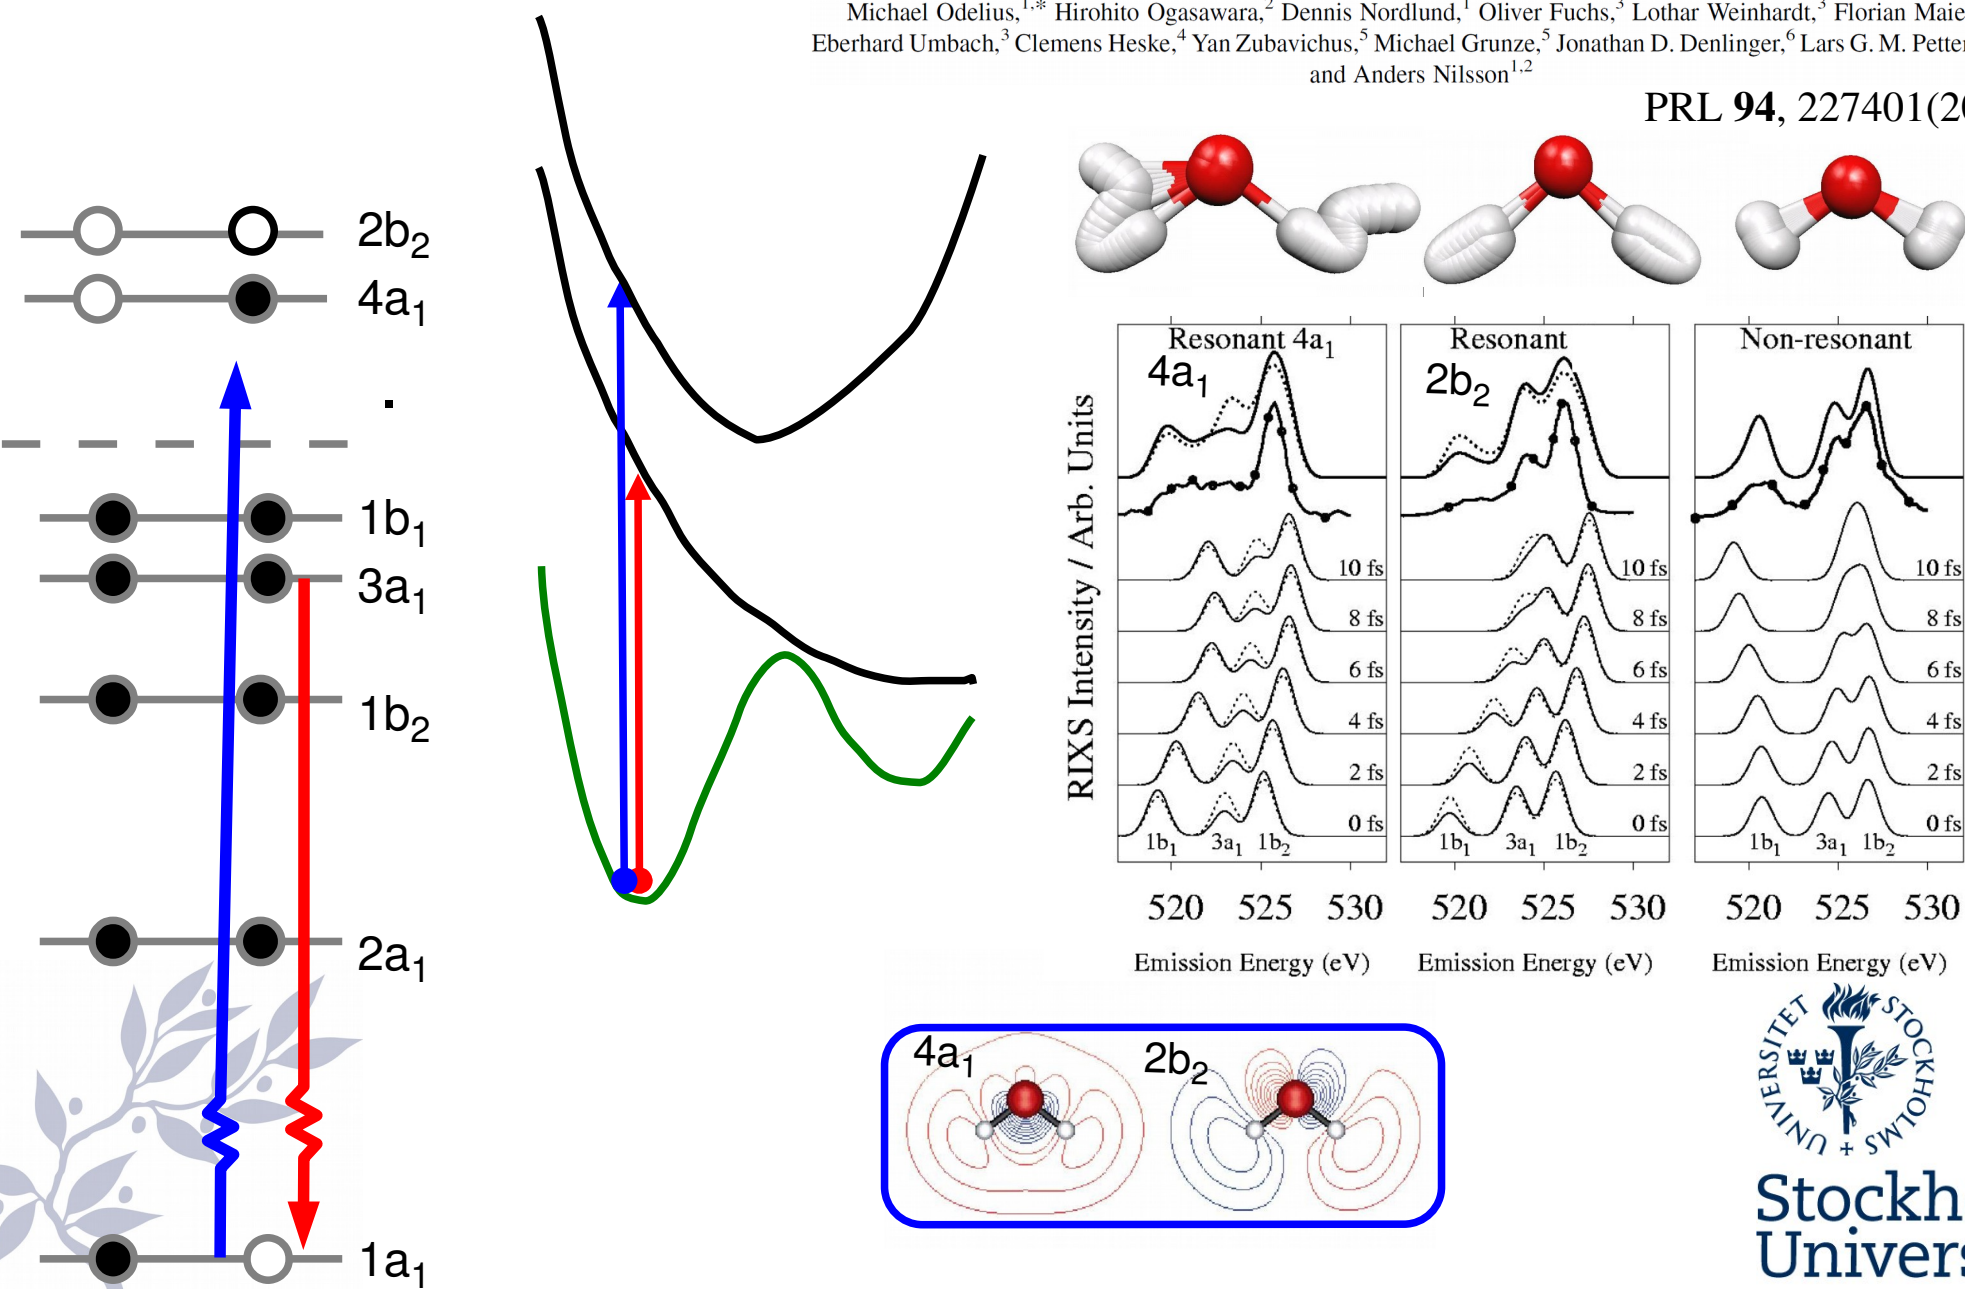 Michael Odelius,1,* Hirohito Ogasawara,2 Dennis Nordlund,1 Oliver Fuchs,3 Lothar Weinhardt,3 Florian Maie
Eberhard Umbach,3 Clemens Heske,4 Yan Zubavichus,5 Michael Grunze,5 Jonathan D. Denlinger,6 Lars G. M. Petter
and Anders Nilsson1,2
PRL 94, 227401(20
2b2
4a1
.
1b1
3a1
1b2
2a1
1a1
RIXS Intensity / Arb. Units
Resonant 4a1
4a1
10 fs
8 fs
6 fs
4 fs
2 fs
0 fs
1b1 3a1 1b2
520 525 530
Emission Energy (eV)
Resonant
2b2
10 fs
8 fs
6 fs
4 fs
2 fs
0 fs
1b1 3a1 1b2
520 525 530
Emission Energy (eV)
Non-resonant
10 fs
8 fs
6 fs
4 fs
2 fs
0 fs
1b1 3a1 1b2
520 525 530
Emission Energy (eV)
4a1
2b2
STOCKHOLMS + UNIVERSITET
Stockh
Univers